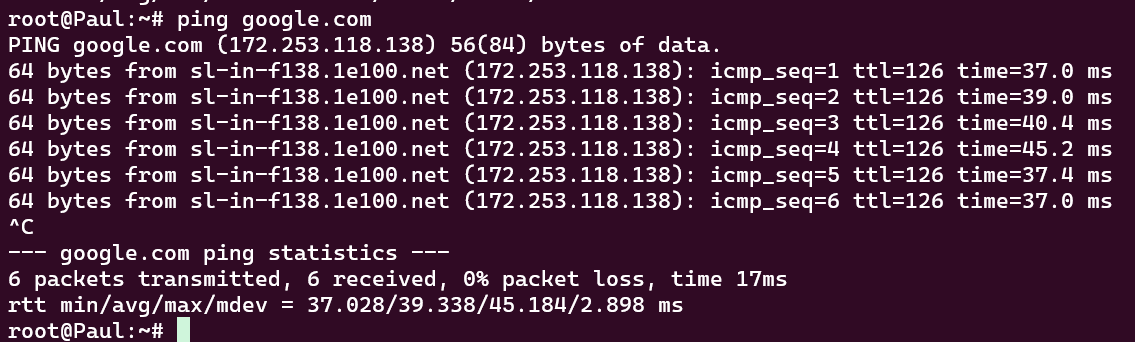 root@Paul:~# ping google.com
PING google.com (172.253.118.138) 56(84) bytes of data.
64 bytes from sl-in-f138.1e100.net (172.253.118.138): icmp_seq=1 ttl=126 time=37.0 ms
64 bytes from sl-in-f138.1e100.net (172.253.118.138): icmp_seq=2 ttl=126 time=39.0 ms
64 bytes from sl-in-f138.1e100.net (172.253.118.138): icmp_seq=3 ttl=126 time=40.4 ms
64 bytes from sl-in-f138.1e100.net (172.253.118.138): icmp_seq=4 ttl=126 time=45.2 ms
64 bytes from sl-in-f138.1e100.net (172.253.118.138): icmp_seq=5 ttl=126 time=37.4 ms
64 bytes from sl-in-f138.1e100.net (172.253.118.138): icmp_seq=6 ttl=126 time=37.0 ms
^C
--- google.com ping statistics ---
6 packets transmitted, 6 received, 0% packet loss, time 17ms
rtt min/avg/max/mdev = 37.028/39.338/45.184/2.898 ms
root@Paul:~#